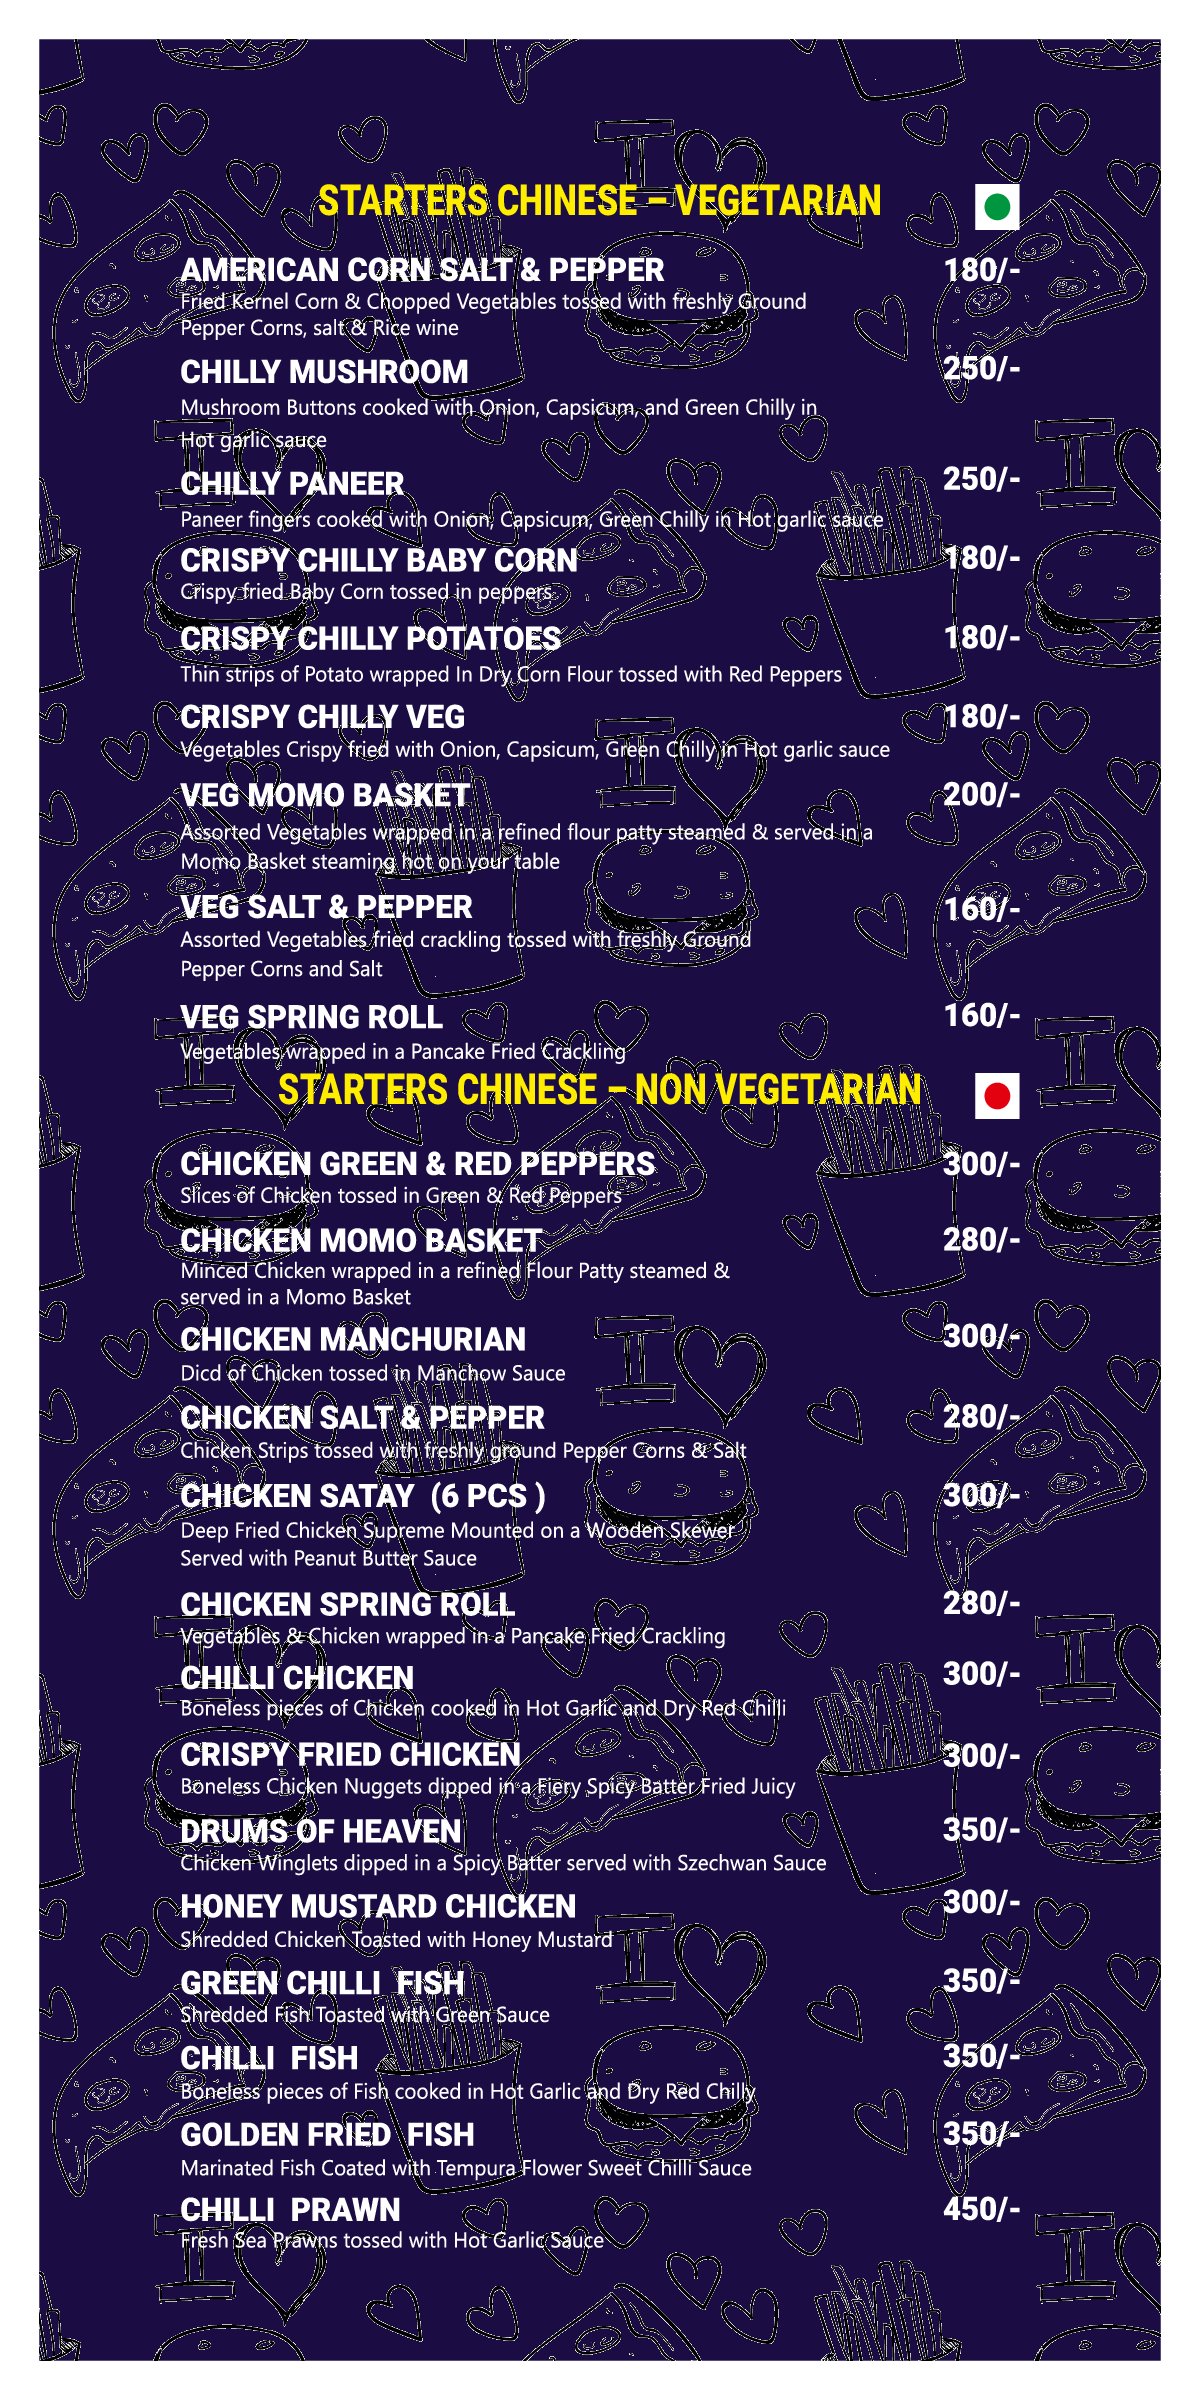 STARTERS CHINESE – VEGETARIAN
AMERICAN CORN SALT & PEPPER 180/-
Fried Kernel Corn & Chopped Vegetables tossed with freshly Ground
Pepper Corns, salt & Rice wine
CHILLY MUSHROOM 250/-
Mushroom Buttons cooked with Onion, Capsicum, and Green Chilly in
Hot garlic sauce
CHILLY PANEER 250/-
Paneer fingers cooked with Onion, Capsicum, Green Chilly in Hot garlic sauce
CRISPY CHILLY BABY CORN 180/-
Crispy fried Baby Corn tossed in peppers
CRISPY CHILLY POTATOES 180/-
Thin strips of Potato wrapped In Dry Corn Flour tossed with Red Peppers
CRISPY CHILLY VEG 180/-
Vegetables Crispy fried with Onion, Capsicum, Green Chilly in Hot garlic sauce
VEG MOMO BASKET 200/-
Assorted Vegetables wrapped in a refined flour patty steamed & served in a
Momo Basket steaming hot on your table
VEG SALT & PEPPER 160/-
Assorted Vegetables fried crackling tossed with freshly Ground
Pepper Corns and Salt
VEG SPRING ROLL 160/-
Vegetables wrapped in a Pancake Fried Crackling
STARTERS CHINESE – NON VEGETARIAN
CHICKEN GREEN & RED PEPPERS 300/-
Slices of Chicken tossed in Green & Red Peppers
CHICKEN MOMO BASKET 280/-
Minced Chicken wrapped in a refined Flour Patty steamed &
served in a Momo Basket
CHICKEN MANCHURIAN 300/-
Dicd of Chicken tossed in Manchow Sauce
CHICKEN SALT & PEPPER 280/-
Chicken Strips tossed with freshly ground Pepper Corns & Salt
CHICKEN SATAY (6 PCS ) 300/-
Deep Fried Chicken Supreme Mounted on a Wooden Skewer
Served with Peanut Butter Sauce
CHICKEN SPRING ROLL 280/-
Vegetables & Chicken wrapped in a Pancake Fried Crackling
CHILLI CHICKEN 300/-
Boneless pieces of Chicken cooked in Hot Garlic and Dry Red Chilli
CRISPY FRIED CHICKEN 300/-
Boneless Chicken Nuggets dipped in a Fiery Spicy Batter Fried Juicy
DRUMS OF HEAVEN 350/-
Chicken Winglets dipped in a Spicy Batter served with Szechwan Sauce
HONEY MUSTARD CHICKEN 300/-
Shredded Chicken Toasted with Honey Mustard
GREEN CHILLI FISH 350/-
Shredded Fish Toasted with Green Sauce
CHILLI FISH 350/-
Boneless pieces of Fish cooked in Hot Garlic and Dry Red Chilly
GOLDEN FRIED FISH 350/-
Marinated Fish Coated with Tempura Flower Sweet Chilli Sauce
CHILLI PRAWN 450/-
Fresh Sea Prawns tossed with Hot Garlic Sauce